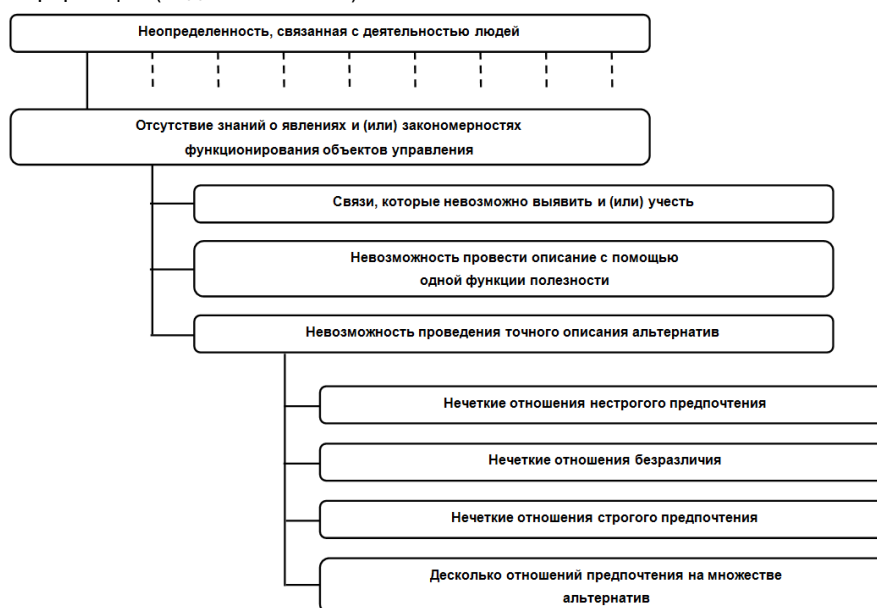 Неопределенность, связанная с деятельностью людей
Отсутствие знаний о явлениях и (или) закономерностях
функционирования объектов управления
Связи, которые невозможно выявить и (или) учесть
Невозможность провести описание с помощью
одной функции полезности
Невозможность проведения точного описания альтернатив
Нечеткие отношения нестрогого предпочтения
Нечеткие отношения безразличия
Нечеткие отношения строгого предпочтения
Десколько отношений предпочтения на множестве
альтернатив